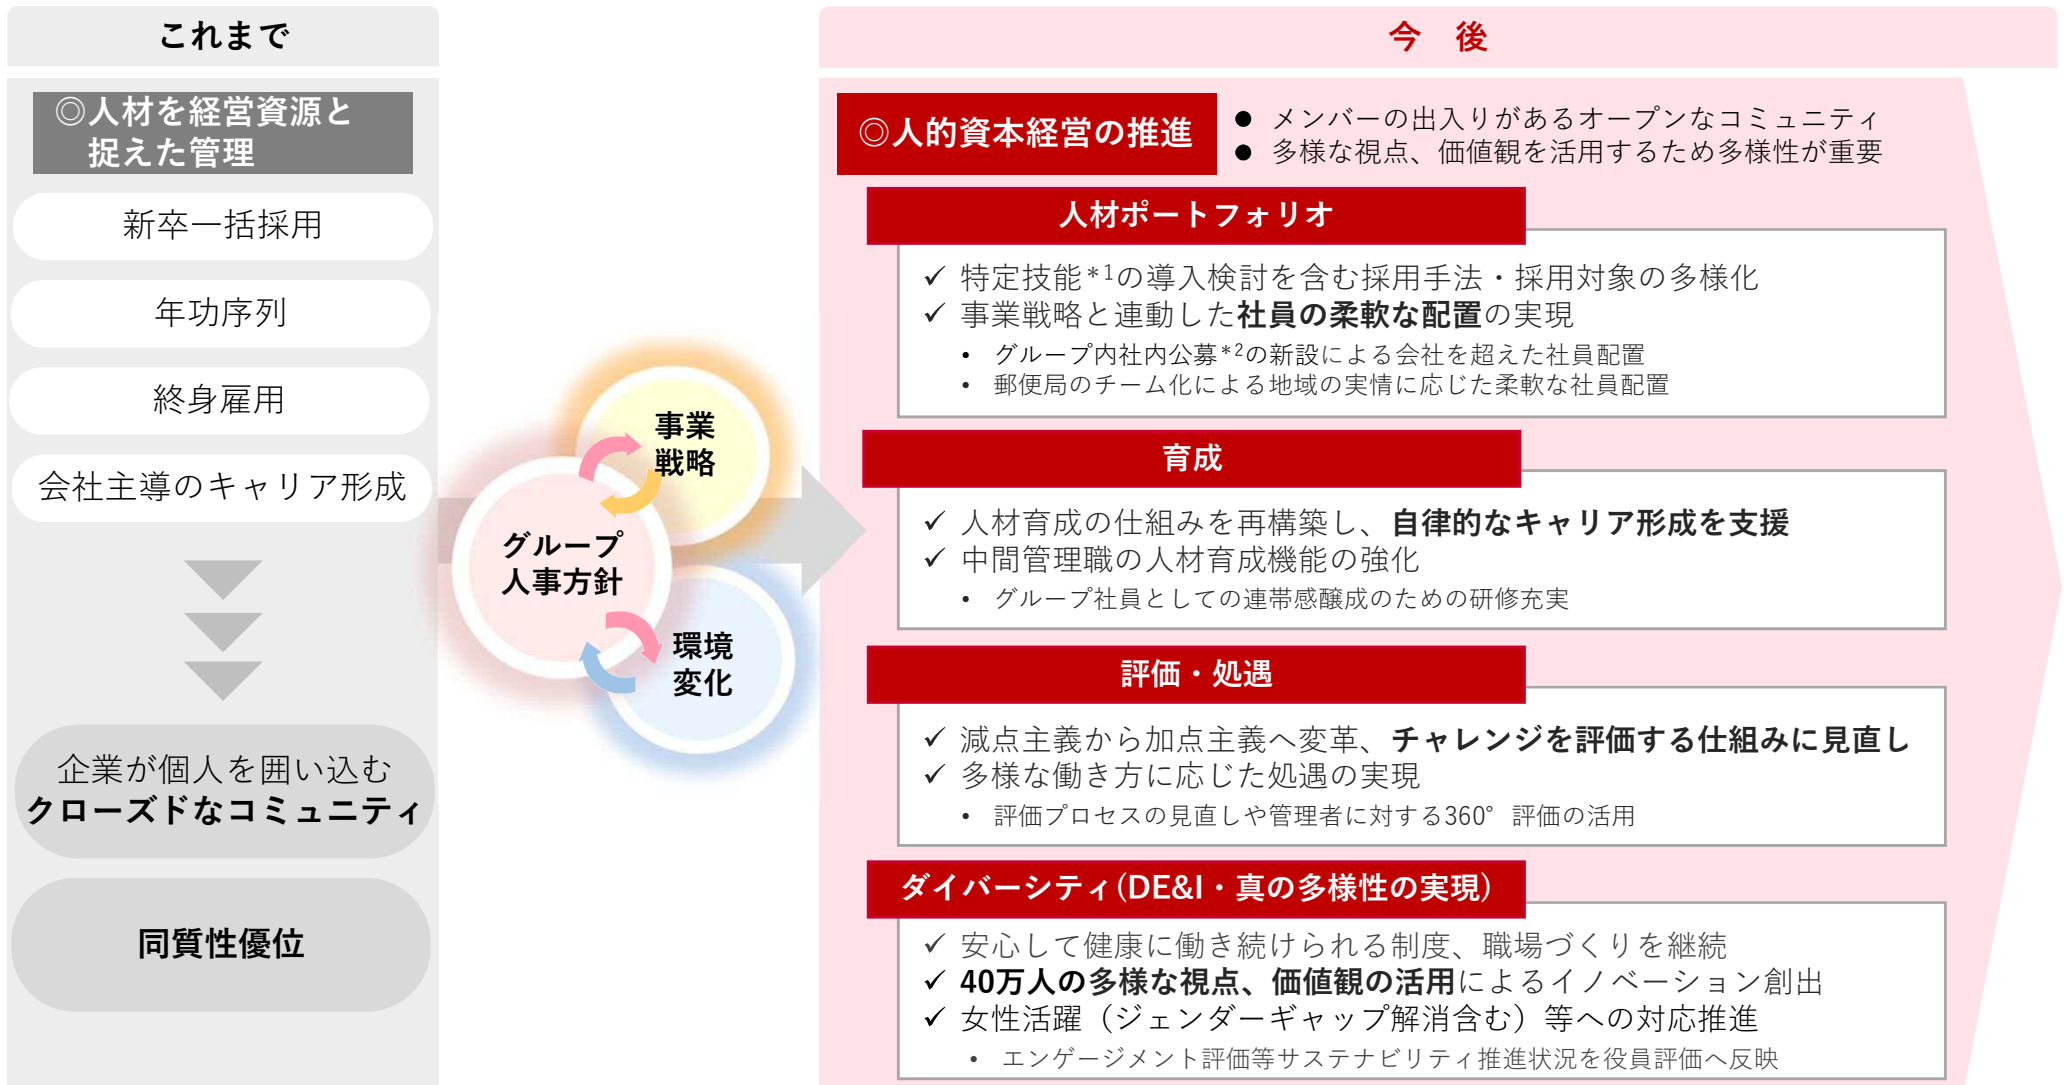 これまで
◎人材を経営資源と
捉えた管理
新卒一括採用
年功序列
終身雇用
会社主導のキャリア形成
企業が個人を囲い込む
クローズドなコミュニティ
同質性優位
事業
戦略
グループ
人事方針
環境
変化
今　後
◎人的資本経営の推進
● メンバーの出入りがあるオープンなコミュニティ
● 多様な視点、価値観を活用するため多様性が重要
人材ポートフォリオ
✓ 特定技能*1の導入検討を含む採用手法・採用対象の多様化
✓ 事業戦略と連動した社員の柔軟な配置の実現
• グループ内社内公募*2の新設による会社を超えた社員配置
• 郵便局のチーム化による地域の実情に応じた柔軟な社員配置
育成
✓ 人材育成の仕組みを再構築し、自律的なキャリア形成を支援
✓ 中間管理職の人材育成機能の強化
• グループ社員としての連帯感醸成のための研修充実
評価・処遇
✓ 減点主義から加点主義へ変革、チャレンジを評価する仕組みに見直し
✓ 多様な働き方に応じた処遇の実現
• 評価プロセスの見直しや管理者に対する360°評価の活用
ダイバーシティ(DE&I・真の多様性の実現)
✓ 安心して健康に働き続けられる制度、職場づくりを継続
✓ 40万人の多様な視点、価値観の活用によるイノベーション創出
✓ 女性活躍（ジェンダーギャップ解消含む）等への対応推進
• エンゲージメント評価等サステナビリティ推進状況を役員評価へ反映